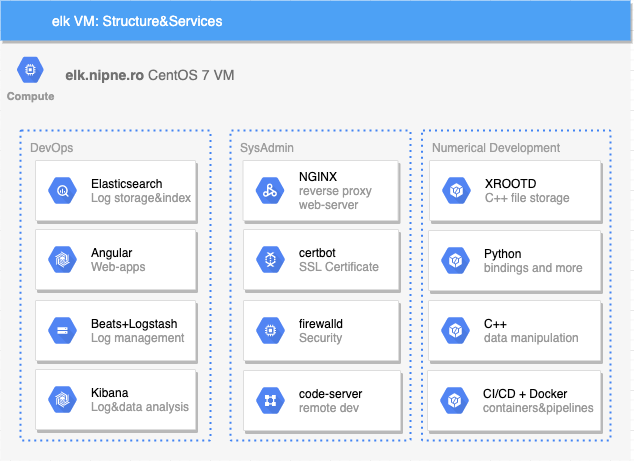 elk VM: Structure&Services
elk.nipne.ro CentOS 7 VM
Compute
DevOps
Elasticsearch
Log storage&index
Angular
Web-apps
Beats+Logstash
Log management
Kibana
Log&data analysis
SysAdmin
NGINX
reverse proxy
web-server
certbot
SSL Certificate
firewalld
Security
code-server
remote dev
Numerical Development
XROOTD
C++ file storage
Python
bindings and more
C++
data manipulation
CI/CD + Docker
containers&pipelines